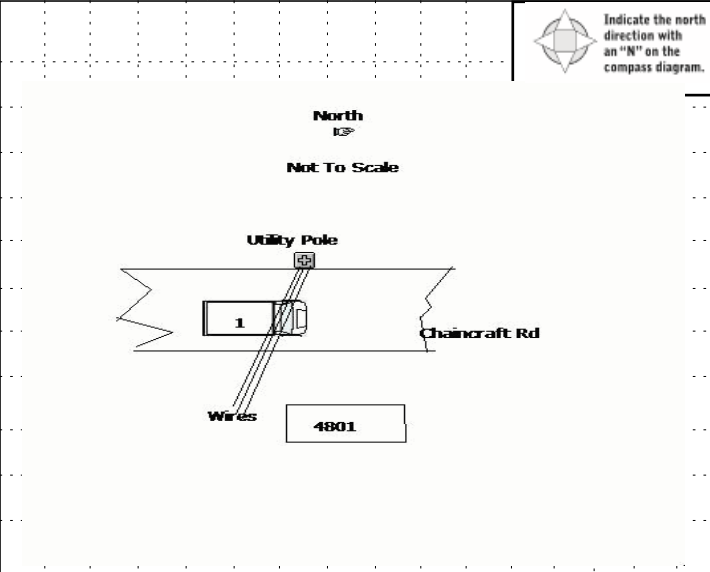 Indicate the north
direction with
an "N" on the
compass diagram.
North
Not To Scale
Utility Pole
1
Chaincraft Rd
Wires
4801